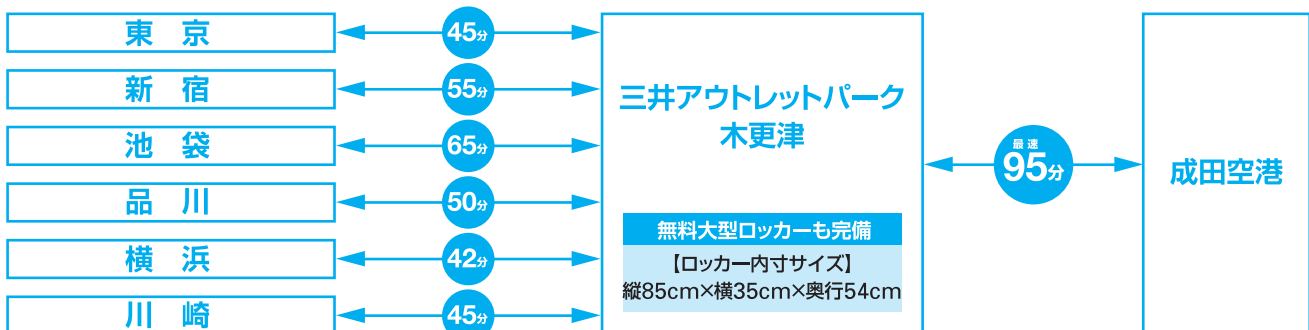 東 京
45分
新 宿
55分
池 袋
65分
品 川
50分
横 浜
42分
川 崎
45分
三井アウトレットパーク
木更津
無料大型ロッカーも完備
【ロッカー内寸サイズ】
縦85cm×横35cm×奥行54cm
最速
95分
成田空港